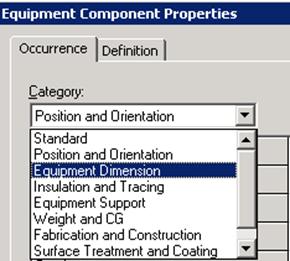 Equipment Component Properties
Occurrence
Definition
Category:
Position and Orientation
Standard
Position and Orientation
Equipment Dimension
Insulation and Tracing
Equipment Support
Weight and CG
Fabrication and Construction
Surface Treatment and Coating